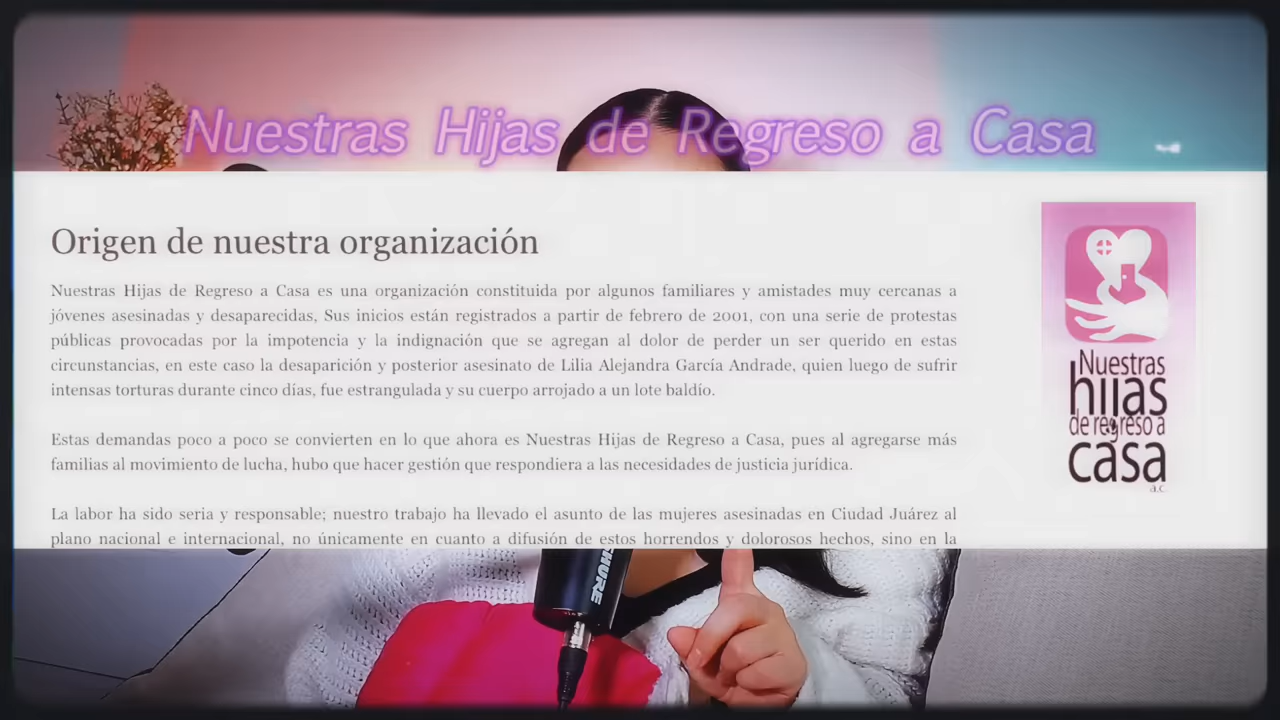 Nuestras Hijas de Regreso a Casa
Origen de nuestra organización
Nuestras Hijas de Regreso a Casa es una organización constituida por algunos familiares y amistades muy cercanas a
jóvenes asesinadas y desaparecidas, Sus inicios están registrados a partir de febrero de 2001, con una serie de protestas
públicas provocadas por la impotencia y la indignación que se agregan al dolor de perder un ser querido en estas
circunstancias, en este caso la desaparición y posterior asesinato de Lilia Alejandra García Andrade, quien luego de sufrir
intensas torturas durante cinco días, fue estrangulada y su cuerpo arrojado a un lote baldío.
Estas demandas poco a poco se convierten en lo que ahora es Nuestras Hijas de Regreso a Casa, pues al agregarse más
familias al movimiento de lucha, hubo que hacer gestión que respondiera a las necesidades de justicia jurídica.
La labor ha sido seria y responsable; nuestro trabajo ha llevado el asunto de las mujeres asesinadas en Ciudad Juárez al
plano nacional e internacional, no únicamente en cuanto a difusión de estos horrendos y dolorosos hechos, sino en la
Nuestras
hijas
de regreso a
casa
a.c.
SHURE